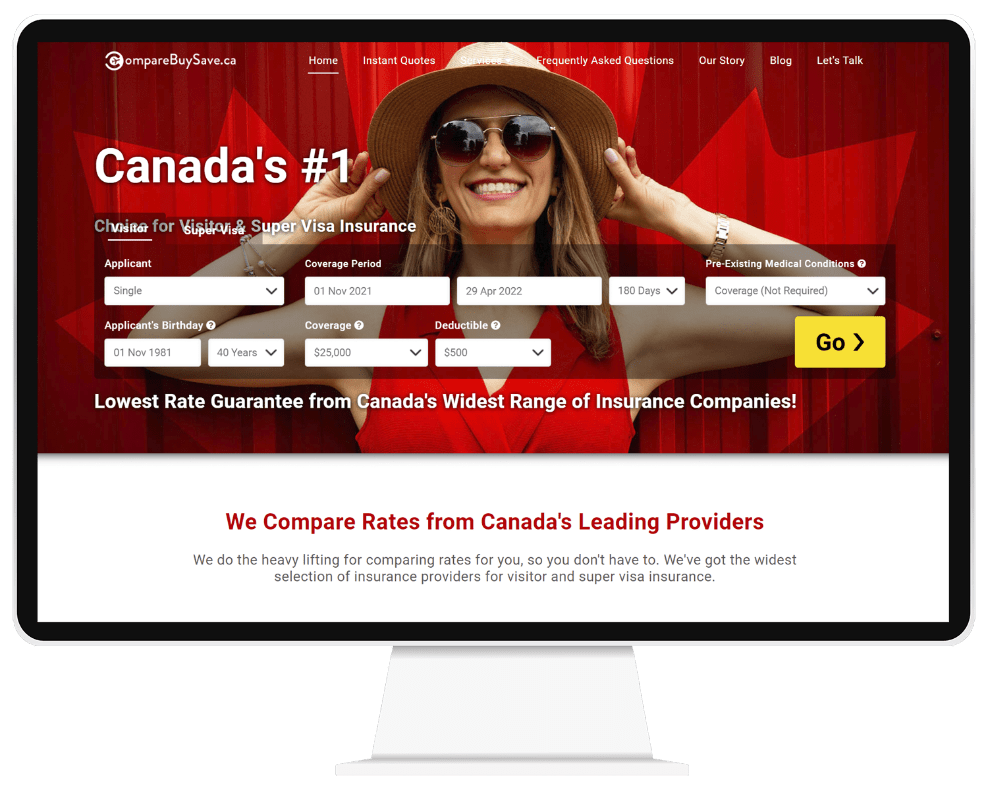 CompareBuySave.ca
Home Instant Quotes Services Frequently Asked Questions Our Story Blog Let's Talk
Canada's #1
Choice for Visitor & Super Visa Insurance
Visitor Super Visa
Applicant Coverage Period Pre-Existing Medical Conditions ?
Single 01 Nov 2021 29 Apr 2022 180 Days Coverage (Not Required)
Applicant's Birthday ? Coverage ? Deductible ?
01 Nov 1981 40 Years $25,000 $500 Go
Lowest Rate Guarantee from Canada's Widest Range of Insurance Companies!
We Compare Rates from Canada's Leading Providers
We do the heavy lifting for comparing rates for you, so you don't have to. We've got the widest
selection of insurance providers for visitor and super visa insurance.